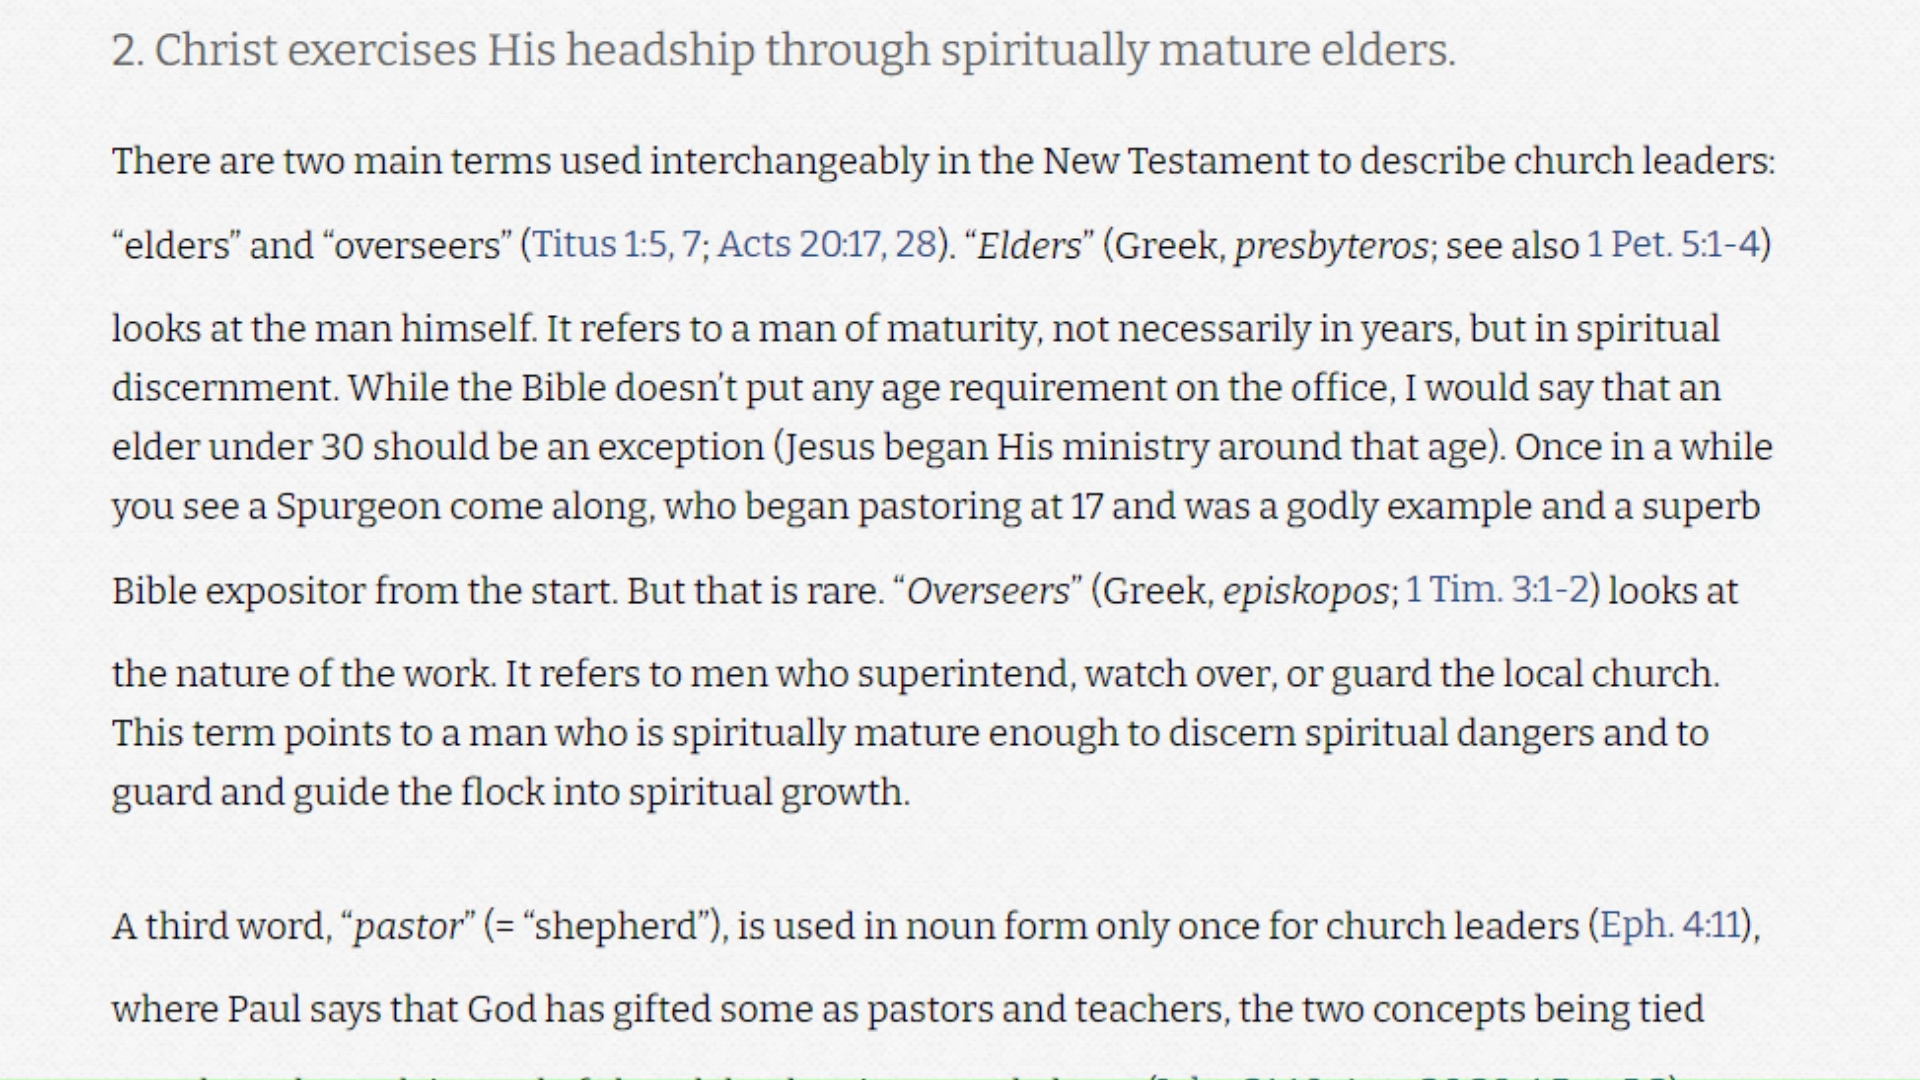 2. Christ exercises His headship through spiritually mature elders.
There are two main terms used interchangeably in the New Testament to describe church leaders:
“elders” and “overseers” (Titus 1:5, 7; Acts 20:17, 28). “Elders” (Greek, presbyteros; see also 1 Pet. 5:1-4)
looks at the man himself. It refers to a man of maturity, not necessarily in years, but in spiritual
discernment. While the Bible doesn’t put any age requirement on the office, I would say that an
elder under 30 should be an exception (Jesus began His ministry around that age). Once in a while
you see a Spurgeon come along, who began pastoring at 17 and was a godly example and a superb
Bible expositor from the start. But that is rare. “Overseers” (Greek, episkopos; 1 Tim. 3:1-2) looks at
the nature of the work. It refers to men who superintend, watch over, or guard the local church.
This term points to a man who is spiritually mature enough to discern spiritual dangers and to
guard and guide the flock into spiritual growth.
A third word, “pastor” (= “shepherd”), is used in noun form only once for church leaders (Eph. 4:11),
where Paul says that God has gifted some as pastors and teachers, the two concepts being tied